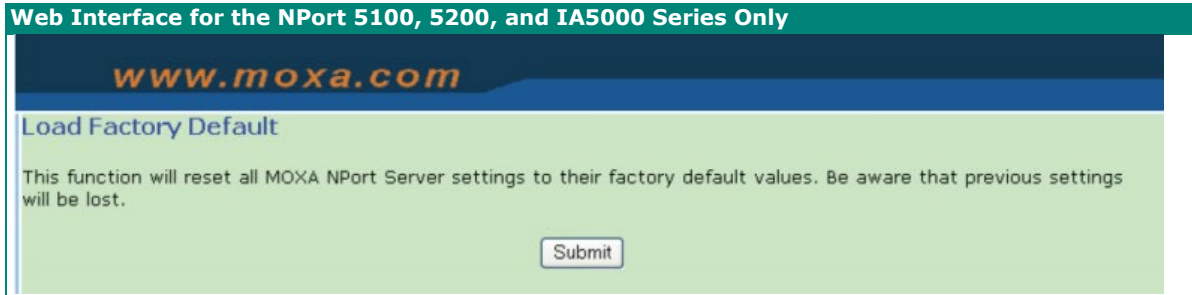 Web Interface for the NPort 5100, 5200, and IA5000 Series Only
www.moxa.com
Load Factory Default
This function will reset all MOXA NPort Server settings to their factory default values. Be aware that previous settings
will be lost.
Submit